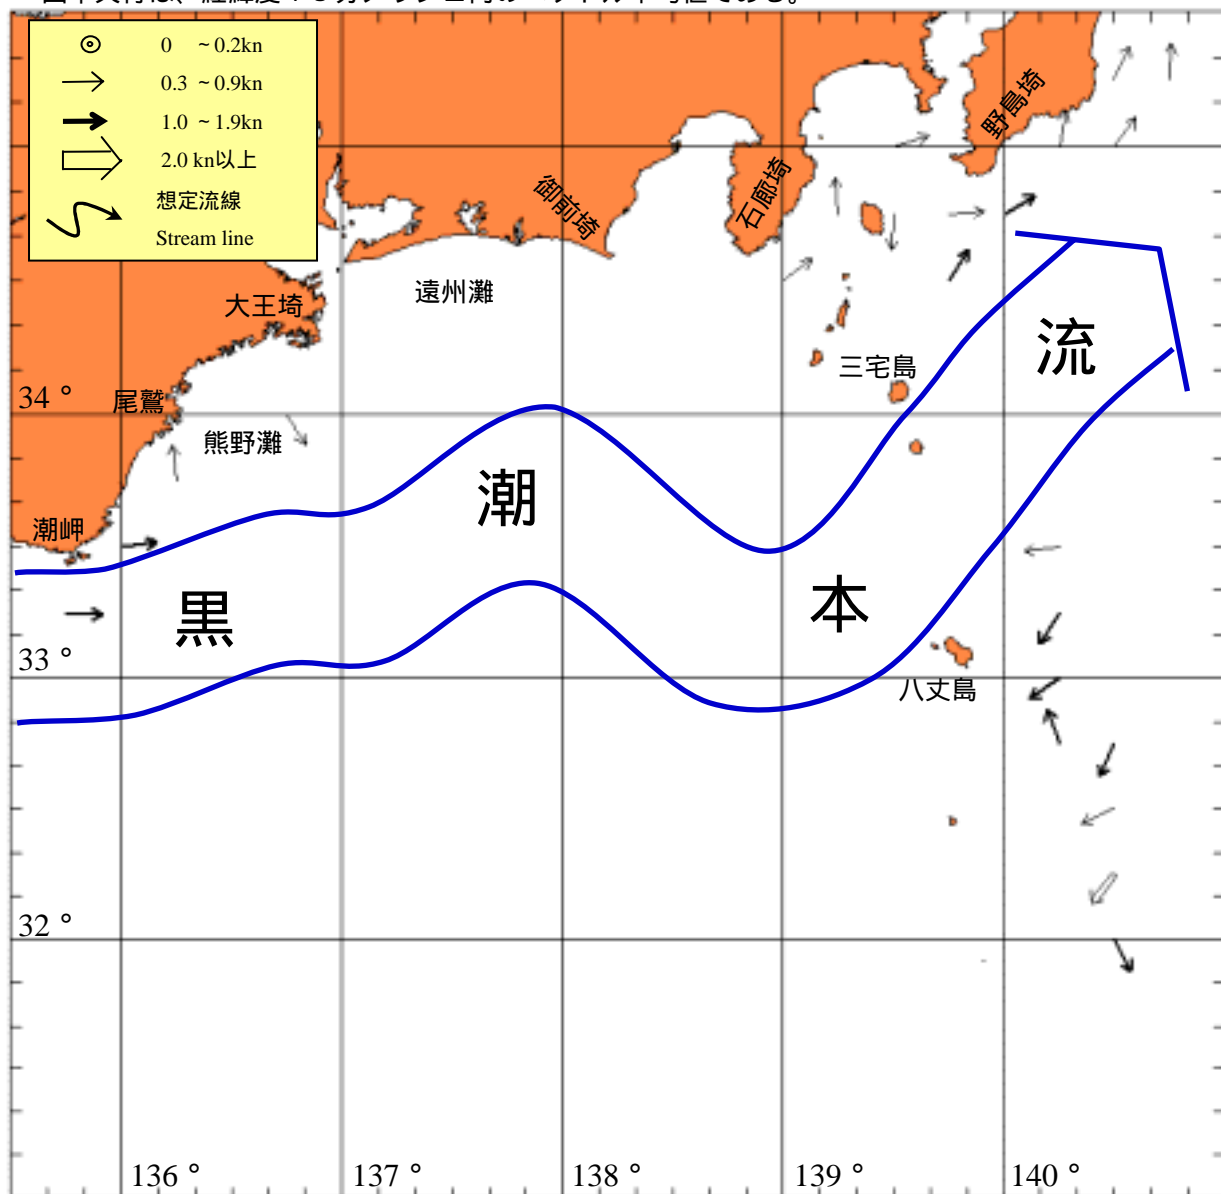 0 ~0.2kn
0.3 ~0.9kn
1.0 ~1.9kn
2.0 kn以上
想定流線
Stream line
野島埼
石廊埼
御前埼
遠州灘
大王埼
三宅島
尾鷲
熊野灘
潮岬
八丈島
黒
潮
本
流
34 °
33 °
32 °
136 °
137 °
138 °
139 °
140 °